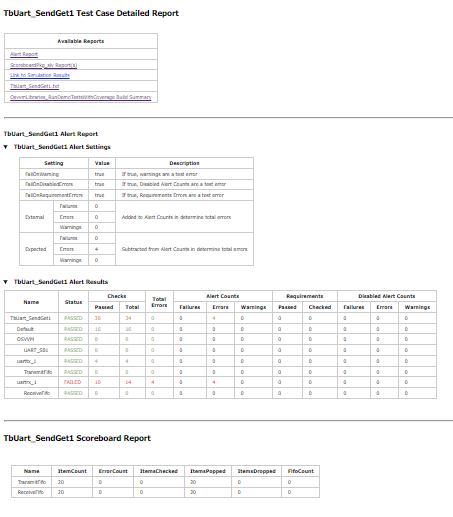 TbUart_SendGet1 Test Case Detailed Report
Available Reports
Alert Report
ScoreboardPkg_slv Report(s)
Link to Simulation Results
TbUart_SendGet1.txt
OsvvmLibraries_RunDemoTestsWithCoverage Build Summary
TbUart_SendGet1 Alert Report
▼ TbUart_SendGet1 Alert Settings
Setting Value Description
FailOnWarning true If true, warnings are a test error
FailOnDisabledErrors true If true, Disabled Alert Counts are a test error
FailOnRequirementErrors true If true, Requirements Errors are a test error
External Failures 0 Added to Alert Counts in determine total errors
Errors 0
Warnings 0
Expected Failures 0 Subtracted from Alert Counts in determine total errors
Errors 4
Warnings 0
▼ TbUart_SendGet1 Alert Results
Name Status Checks Total Errors Alert Counts Requirements Disabled Alert Counts
Passed Total Failures Errors Warnings Passed Checked Failures Errors Warnings
TbUart_SendGet1 PASSED 30 34 0 0 4 0 0 0 0 0 0
Default PASSED 16 16 0 0 0 0 0 0 0 0 0
OSVVM PASSED 0 0 0 0 0 0 0 0 0 0 0
UART_SB1 PASSED 0 0 0 0 0 0 0 0 0 0 0
uarttx_1 PASSED 4 4 0 0 0 0 0 0 0 0 0
TransmitFifo PASSED 0 0 0 0 0 0 0 0 0 0 0
uartrx_1 FAILED 10 14 4 0 4 0 0 0 0 0 0
ReceiveFifo PASSED 0 0 0 0 0 0 0 0 0 0 0
TbUart_SendGet1 Scoreboard Report
Name ItemCount ErrorCount ItemsChecked ItemsPopped ItemsDropped FifoCount
TransmitFifo 20 0 0 20 0 0
ReceiveFifo 20 0 0 20 0 0